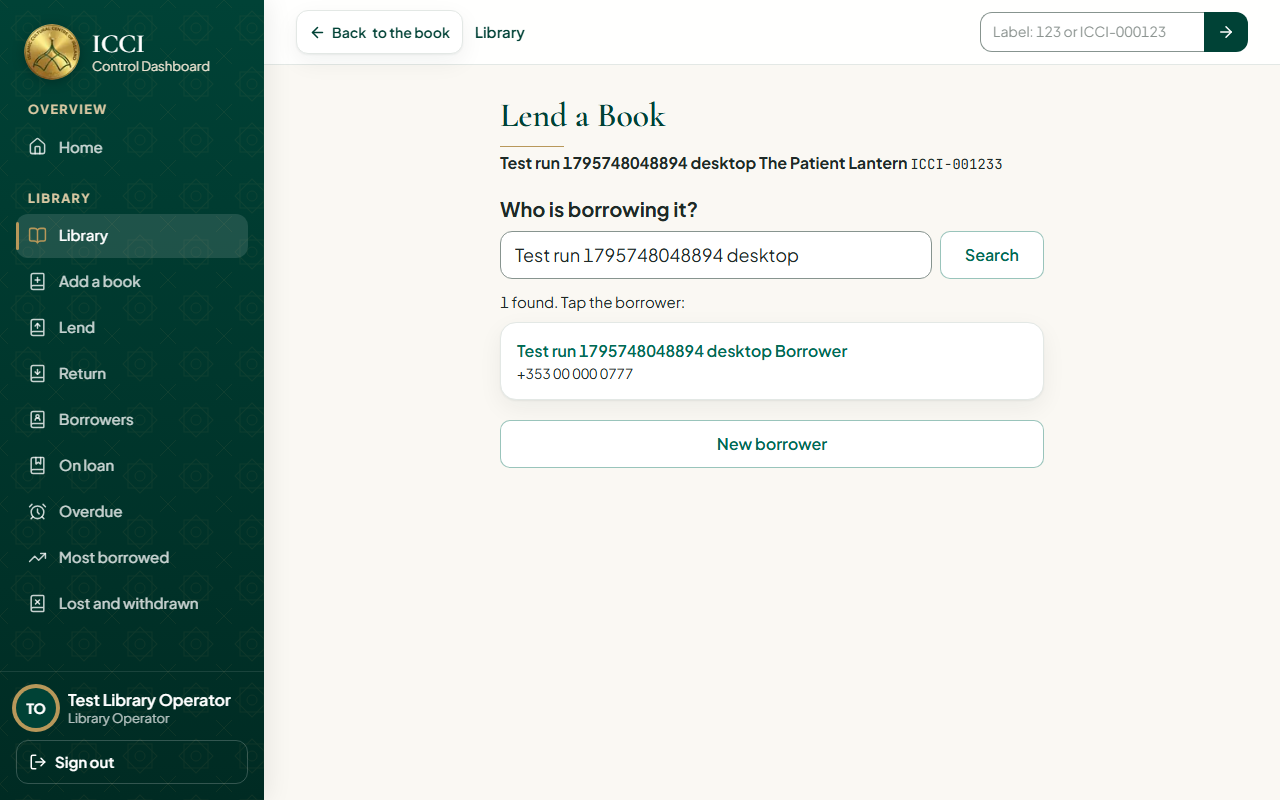 ICCI
Control Dashboard
OVERVIEW
Home
LIBRARY
Library
Add a book
Lend
Return
Borrowers
On loan
Overdue
Most borrowed
Lost and withdrawn
TO
Test Library Operator
Library Operator
Sign out
Back to the book
Library
Label: 123 or ICCI-000123
Lend a Book
Test run 1795748048894 desktop The Patient Lantern ICCI-001233
Who is borrowing it?
Test run 1795748048894 desktop
Search
1 found. Tap the borrower:
Test run 1795748048894 desktop Borrower
+353 00 000 0777
New borrower